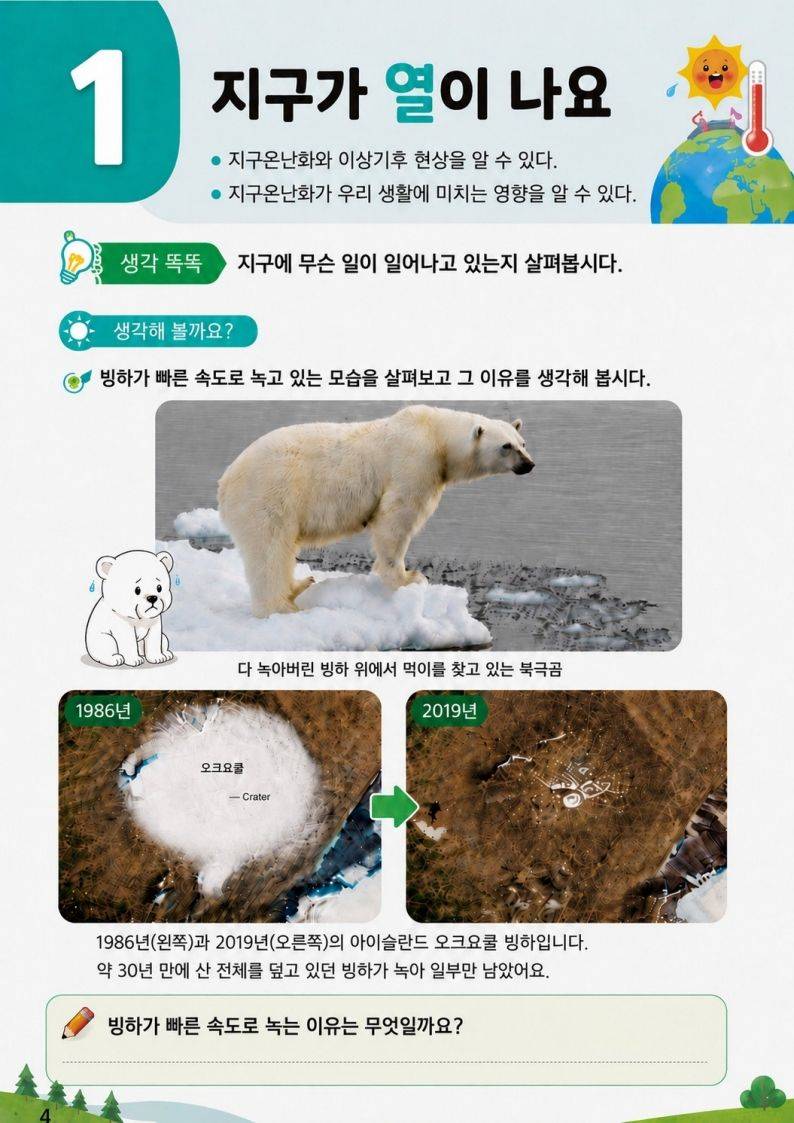 1
지구가 열이 나요
지구온난화와 이상기후 현상을 알 수 있다.
지구온난화가 우리 생활에 미치는 영향을 알 수 있다.
생각 똑똑
지구에 무슨 일이 일어나고 있는지 살펴봅시다.
생각해 볼까요?
빙하가 빠른 속도로 녹고 있는 모습을 살펴보고 그 이유를 생각해 봅시다.
다 녹아버린 빙하 위에서 먹이를 찾고 있는 북극곰
1986년
오크요쿨
— Crater
2019년
1986년(왼쪽)과 2019년(오른쪽)의 아이슬란드 오크요쿨 빙하입니다.
약 30년 만에 산 전체를 덮고 있던 빙하가 녹아 일부만 남았어요.
빙하가 빠른 속도로 녹는 이유는 무엇일까요?
4